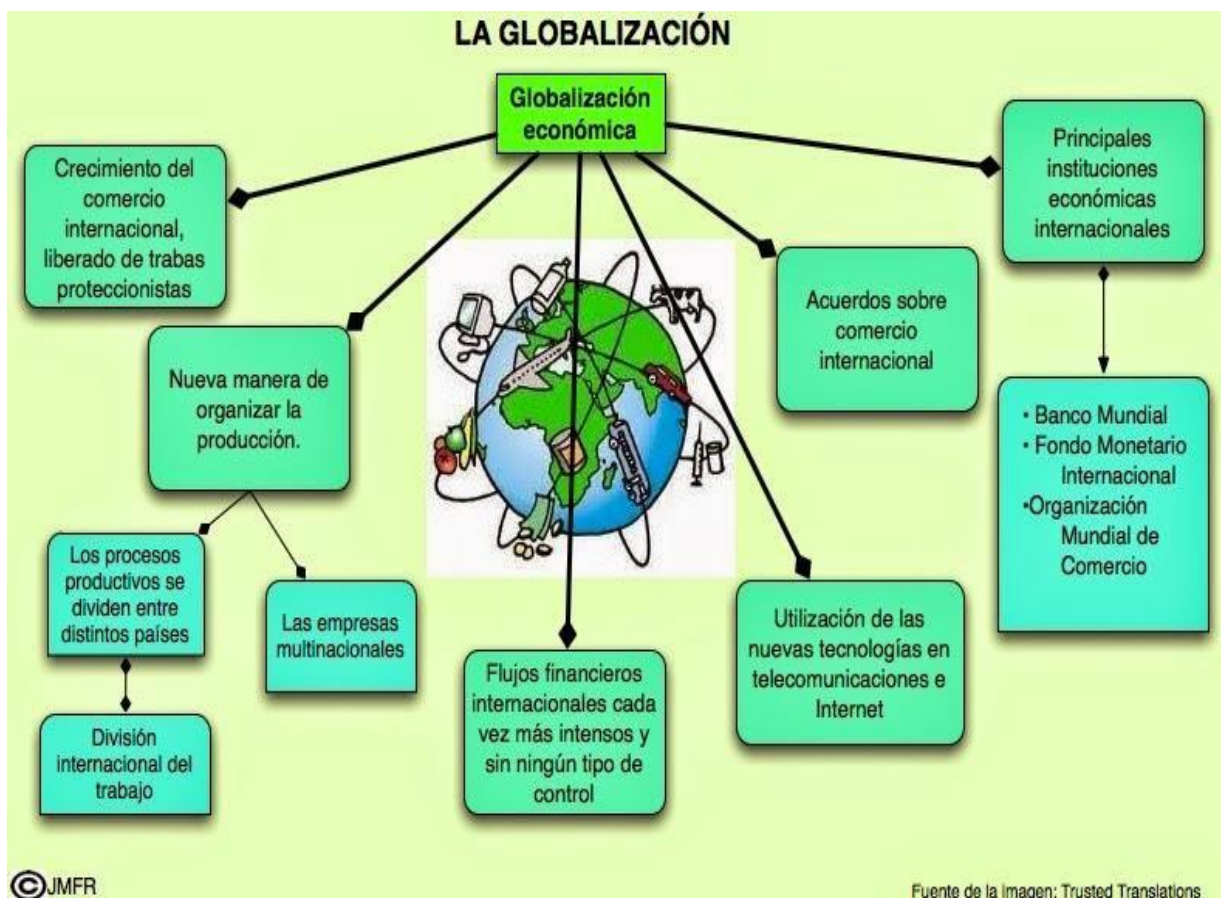 LA GLOBALIZACIÓN
Globalización
económica
Crecimiento del
comercio
internacional,
liberado de trabas
proteccionistas
Nueva manera de
organizar la
producción.
Los procesos
productivos se
dividen entre
distintos países
División
internacional del
trabajo
Las empresas
multinacionales
Flujos financieros
internacionales cada
vez más intensos y
sin ningún tipo de
control
Utilización de las
nuevas tecnologías en
telecomunicaciones e
Internet
Acuerdos sobre
comercio
internacional
Principales
instituciones
económicas
internacionales
• Banco Mundial
• Fondo Monetario
Internacional
•Organización
Mundial de
Comercio
©JMFR
Fuente de la Imagen: Trusted Translations